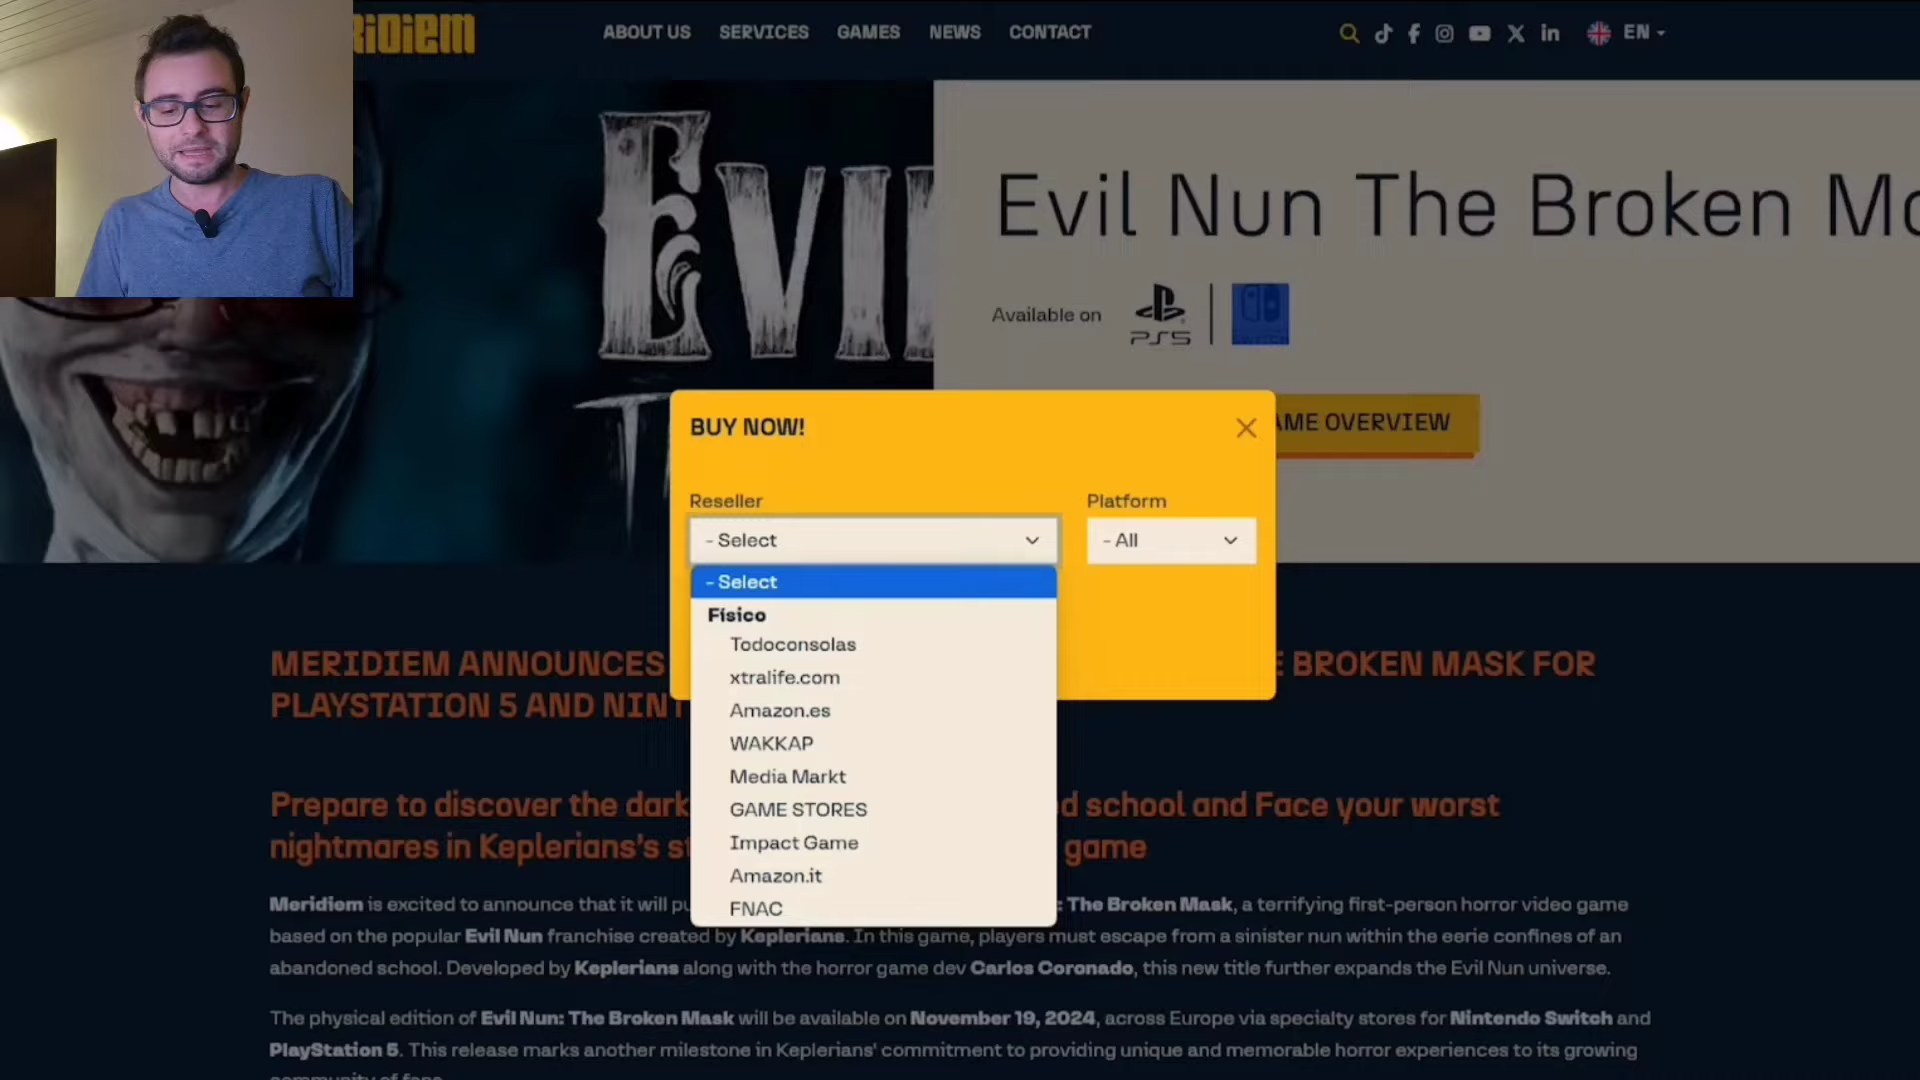 RIDIEM
ABOUT US SERVICES GAMES NEWS CONTACT
EN
EVIL
T
Evil Nun The Broken
Available on PS5
GAME OVERVIEW
BUY NOW!
Reseller Platform
- Select - All
- Select
Físico
Todoconsolas
xtralife.com
Amazon.es
WAKKAP
Media Markt
GAME STORES
Impact Game
Amazon.it
FNAC
MERIDIEM ANNOUNCES BROKEN MASK FOR
PLAYSTATION 5 AND
Prepare to discover the dark school and Face your worst
nightmares in Keplerians's game
Meridiem is excited to announce that it will : The Broken Mask, a terrifying first-person horror video game
based on the popular Evil Nun franchise created by Keplerians. In this game, players must escape from a sinister nun within the eerie confines of an
abandoned school. Developed by Keplerians along with the horror game dev Carlos Coronado, this new title further expands the Evil Nun universe.
The physical edition of Evil Nun: The Broken Mask will be available on November 19, 2024, across Europe via specialty stores for Nintendo Switch and
PlayStation 5. This release marks another milestone in Keplerians' commitment to providing unique and memorable horror experiences to its growing
community of fans.